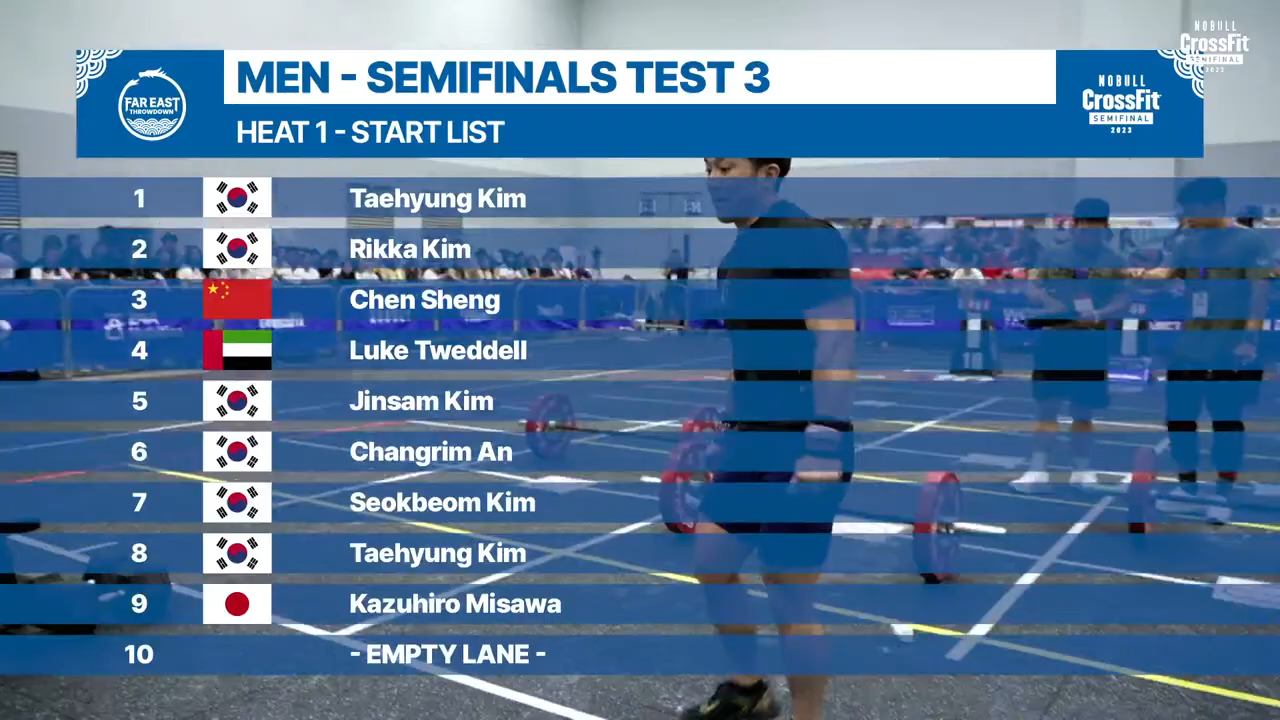 NOBULL
CrossFit
SEMIFINAL
2023
FAR EAST
THROWDOWN
MEN - SEMIFINALS TEST 3
HEAT 1 - START LIST
NOBULL
CrossFit
SEMIFINAL
2023
1 Taehyung Kim
2 Rikka Kim
3 Chen Sheng
4 Luke Tweddell
5 Jinsam Kim
6 Changrim An
7 Seokbeom Kim
8 Taehyung Kim
9 Kazuhiro Misawa
10 - EMPTY LANE -